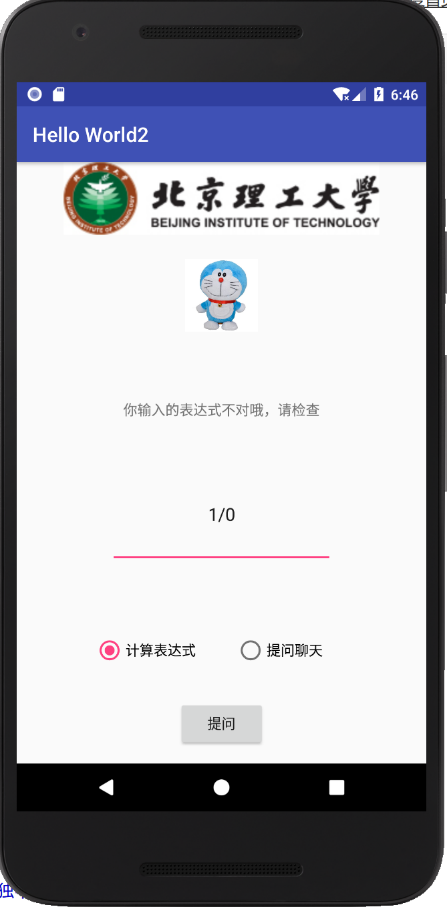 6:46
Hello World2
北京理工大學
BEIJING INSTITUTE OF TECHNOLOGY
你输入的表达式不对哦，请检查
1/0
计算表达式 提问聊天
提问
独